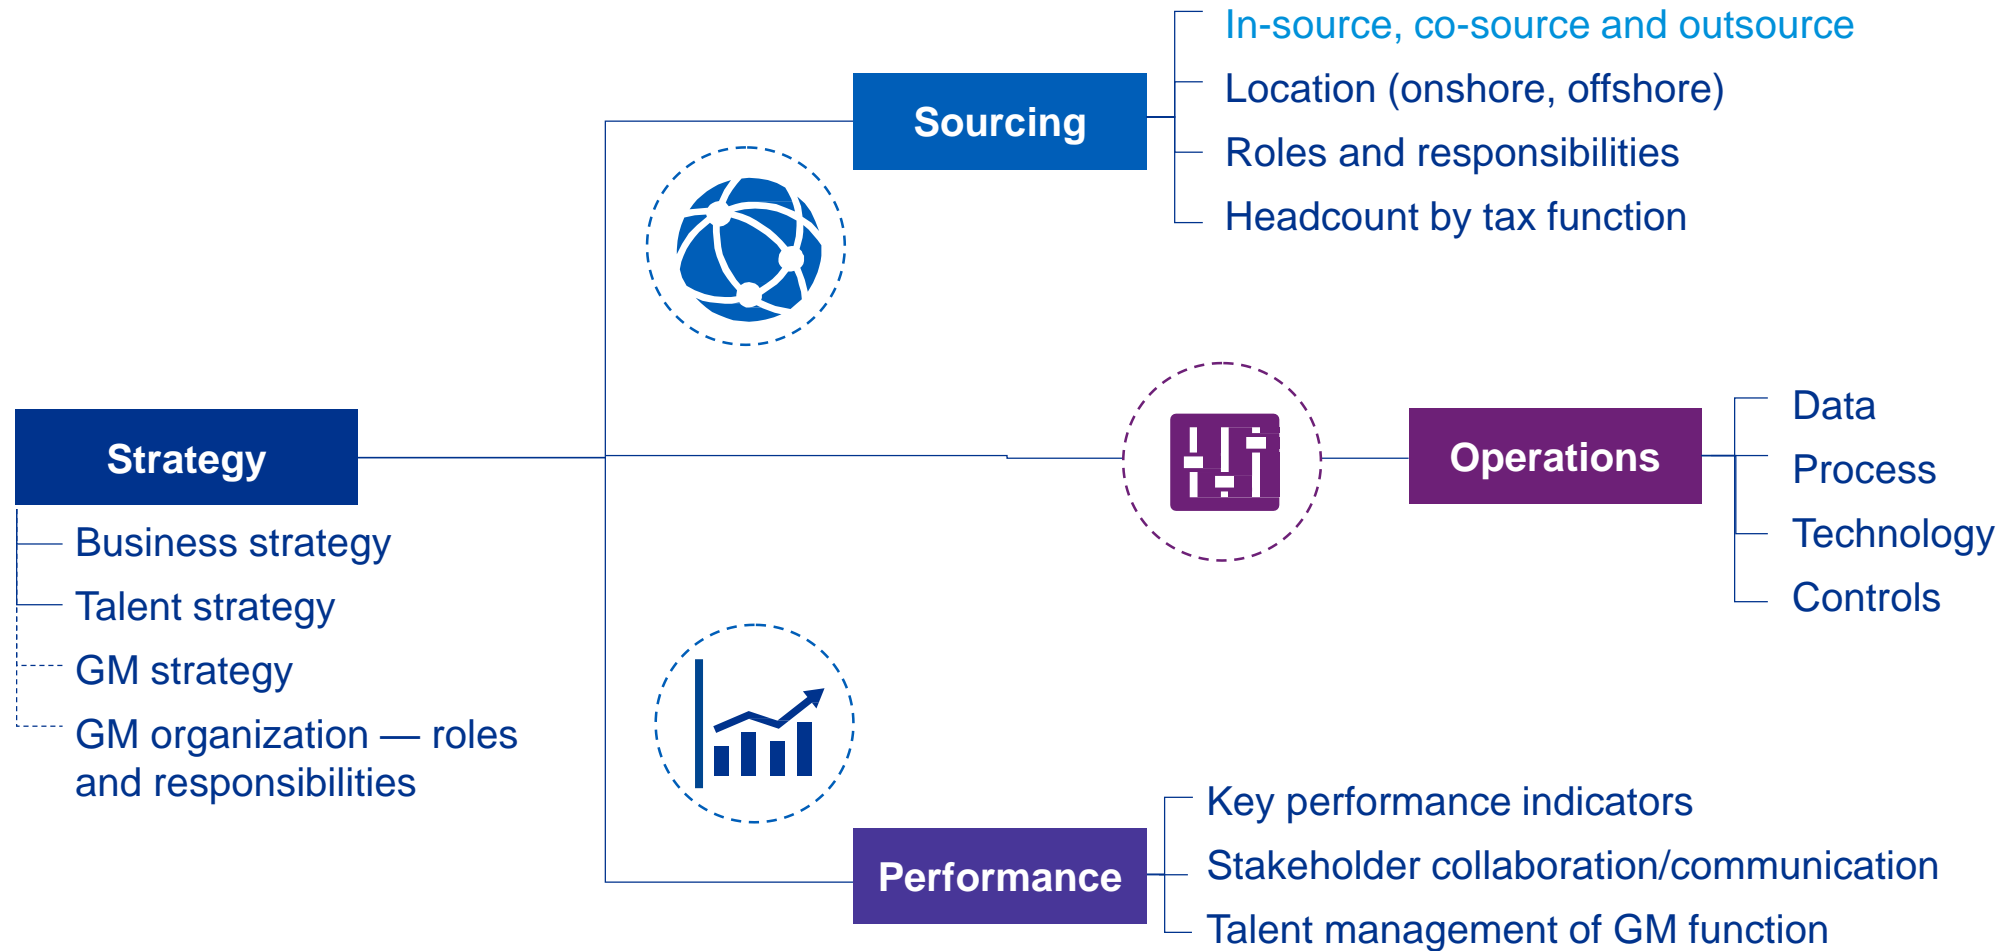 Strategy
Business strategy
Talent strategy
GM strategy
GM organization — roles
and responsibilities
Sourcing
In-source, co-source and outsource
Location (onshore, offshore)
Roles and responsibilities
Headcount by tax function
Operations
Data
Process
Technology
Controls
Performance
Key performance indicators
Stakeholder collaboration/communication
Talent management of GM function